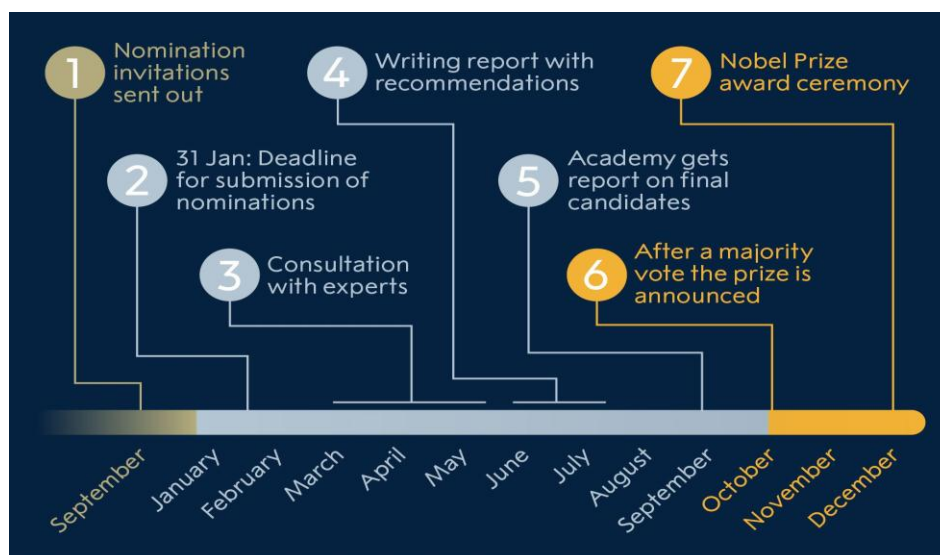 1
Nomination
invitations
sent out
2
31 Jan: Deadline
for submission of
nominations
3
Consultation
with experts
4
Writing report with
recommendations
5
Academy gets
report on final
candidates
6
After a majority
vote the prize is
announced
7
Nobel Prize
award ceremony
September
January
February
March
April
May
June
July
August
September
October
November
December